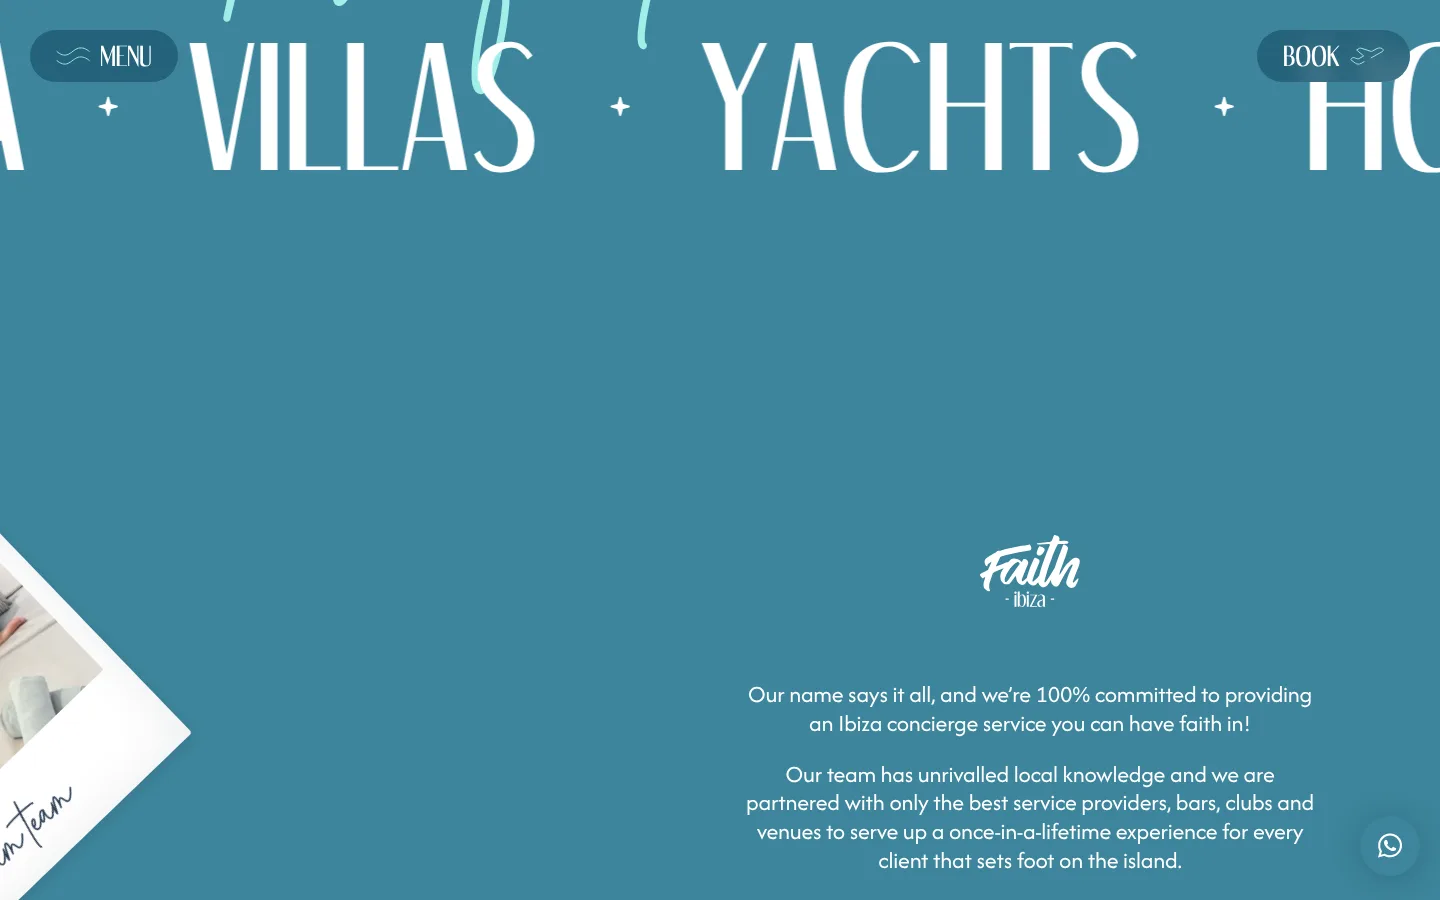 MENU
VILLAS
YACHTS
BOOK
Faith
- ibiza -
Our name says it all, and we're 100% committed to providing
an Ibiza concierge service you can have faith in!
Our team has unrivalled local knowledge and we are
partnered with only the best service providers, bars, clubs and
venues to serve up a once-in-a-lifetime experience for every
client that sets foot on the island.
team